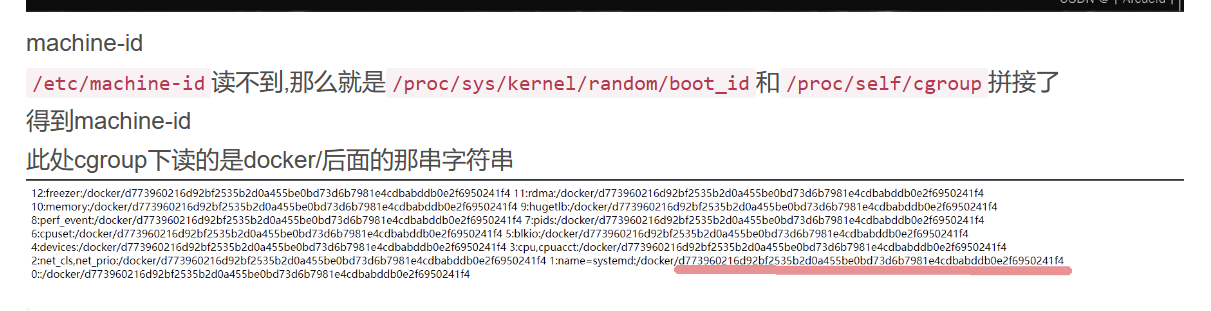 machine-id
/etc/machine-id 读不到,那么就是 /proc/sys/kernel/random/boot_id 和 /proc/self/cgroup 拼接了
得到machine-id
此处cgroup下读的是docker/后面的那串字符串
12:freezer:/docker/d773960216d92bf2535b2d0a455be0bd73d6b7981e4cdbabddb0e2f6950241f4 11:rdma:/docker/d773960216d92bf2535b2d0a455be0bd73d6b7981e4cdbabddb0e2f6950241f4
10:memory:/docker/d773960216d92bf2535b2d0a455be0bd73d6b7981e4cdbabddb0e2f6950241f4 9:hugetlb:/docker/d773960216d92bf2535b2d0a455be0bd73d6b7981e4cdbabddb0e2f6950241f4
8:perf_event:/docker/d773960216d92bf2535b2d0a455be0bd73d6b7981e4cdbabddb0e2f6950241f4 7:pids:/docker/d773960216d92bf2535b2d0a455be0bd73d6b7981e4cdbabddb0e2f6950241f4
6:cpuset:/docker/d773960216d92bf2535b2d0a455be0bd73d6b7981e4cdbabddb0e2f6950241f4 5:blkio:/docker/d773960216d92bf2535b2d0a455be0bd73d6b7981e4cdbabddb0e2f6950241f4
4:devices:/docker/d773960216d92bf2535b2d0a455be0bd73d6b7981e4cdbabddb0e2f6950241f4 3:cpu,cpuacct:/docker/d773960216d92bf2535b2d0a455be0bd73d6b7981e4cdbabddb0e2f6950241f4
2:net_cls,net_prio:/docker/d773960216d92bf2535b2d0a455be0bd73d6b7981e4cdbabddb0e2f6950241f4 1:name=systemd:/docker/d773960216d92bf2535b2d0a455be0bd73d6b7981e4cdbabddb0e2f6950241f4
0::/docker/d773960216d92bf2535b2d0a455be0bd73d6b7981e4cdbabddb0e2f6950241f4